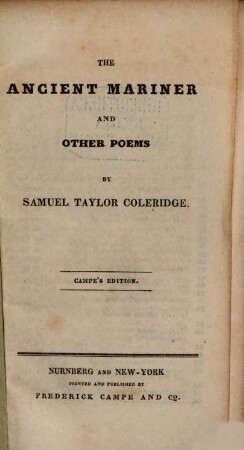 THE
ANCIENT MARINER
AND
OTHER POEMS
BY
SAMUEL TAYLOR COLERIDGE.
CAMPE'S EDITION.
NURNBERG AND NEW-YORK
PRINTED AND PUBLISHED BY
FREDERICK CAMPE AND Co.